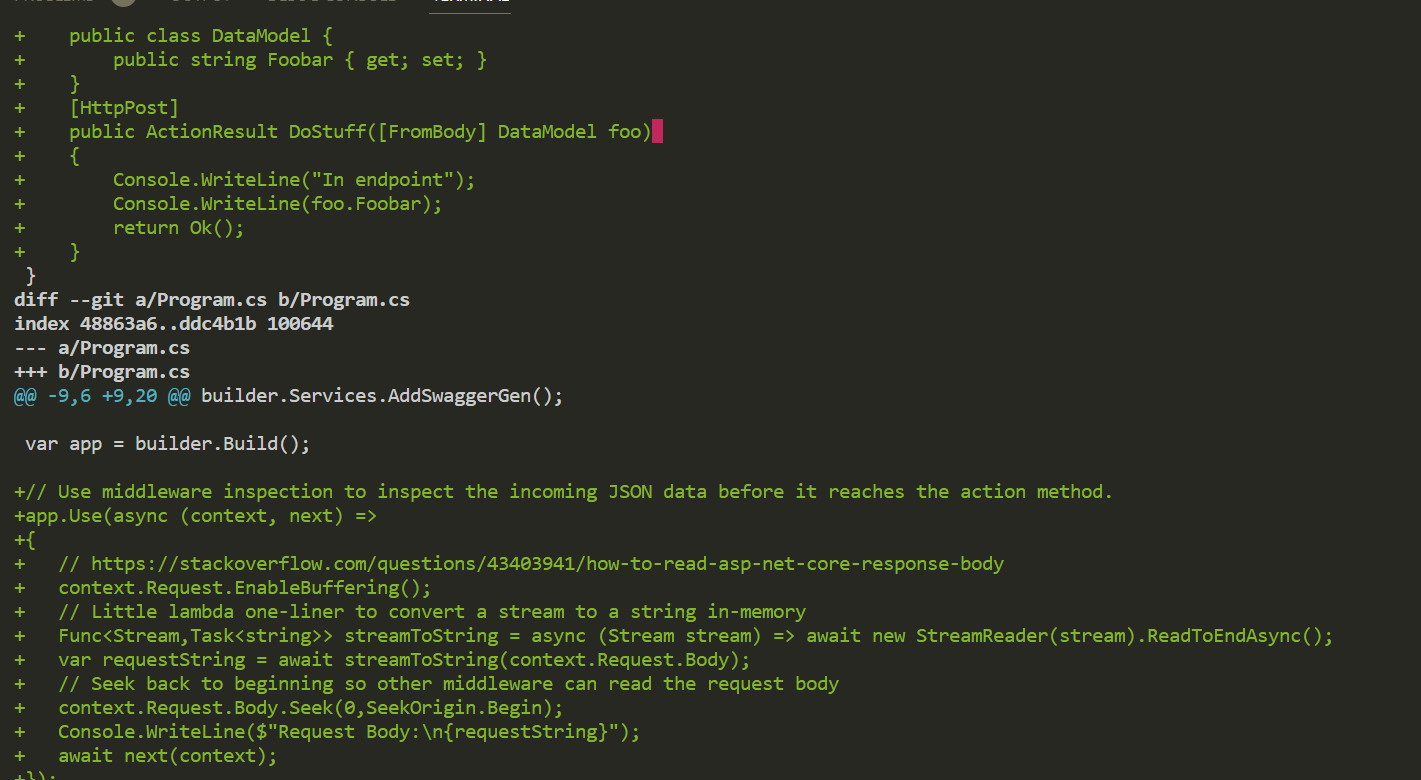 +    public class DataModel {
+        public string Foobar { get; set; }
+    }
+    [HttpPost]
+    public ActionResult DoStuff([FromBody] DataModel foo)
+    {
+        Console.WriteLine("In endpoint");
+        Console.WriteLine(foo.Foobar);
+        return Ok();
+    }
 }
diff --git a/Program.cs b/Program.cs
index 48863a6..ddc4b1b 100644
--- a/Program.cs
+++ b/Program.cs
@@ -9,6 +9,20 @@ builder.Services.AddSwaggerGen();
 var app = builder.Build();
+// Use middleware inspection to inspect the incoming JSON data before it reaches the action method.
+app.Use(async (context, next) =>
+{
+   // https://stackoverflow.com/questions/43403941/how-to-read-asp-net-core-response-body
+   context.Request.EnableBuffering();
+   // Little lambda one-liner to convert a stream to a string in-memory
+   Func<Stream,Task<string>> streamToString = async (Stream stream) => await new StreamReader(stream).ReadToEndAsync();
+   var requestString = await streamToString(context.Request.Body);
+   // Seek back to beginning so other middleware can read the request body
+   context.Request.Body.Seek(0,SeekOrigin.Begin);
+   Console.WriteLine($"Request Body:\n{requestString}");
+   await next(context);
+});